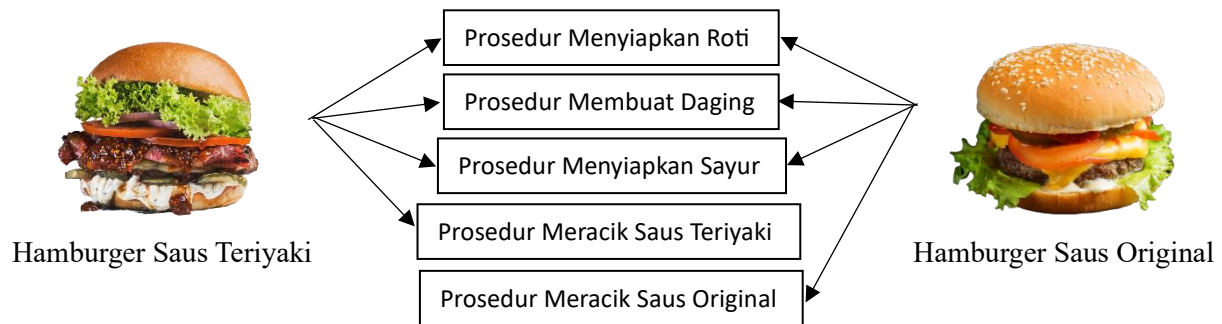 Prosedur Menyiapkan Roti
Prosedur Membuat Daging
Prosedur Menyiapkan Sayur
Prosedur Meracik Saus Teriyaki
Prosedur Meracik Saus Original
Hamburger Saus Teriyaki
Hamburger Saus Original